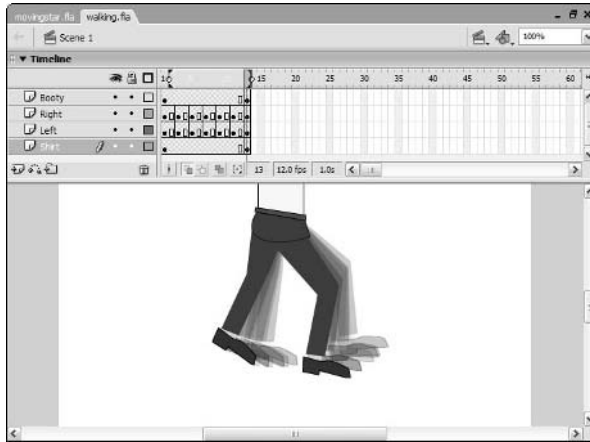 movingstar.fla walking.fla
Scene 1
100%
Timeline
15 20 25 30 35 40 45 50 55 60
Booty
Right
Left
Shirt
13 12.0 fps 1.0s